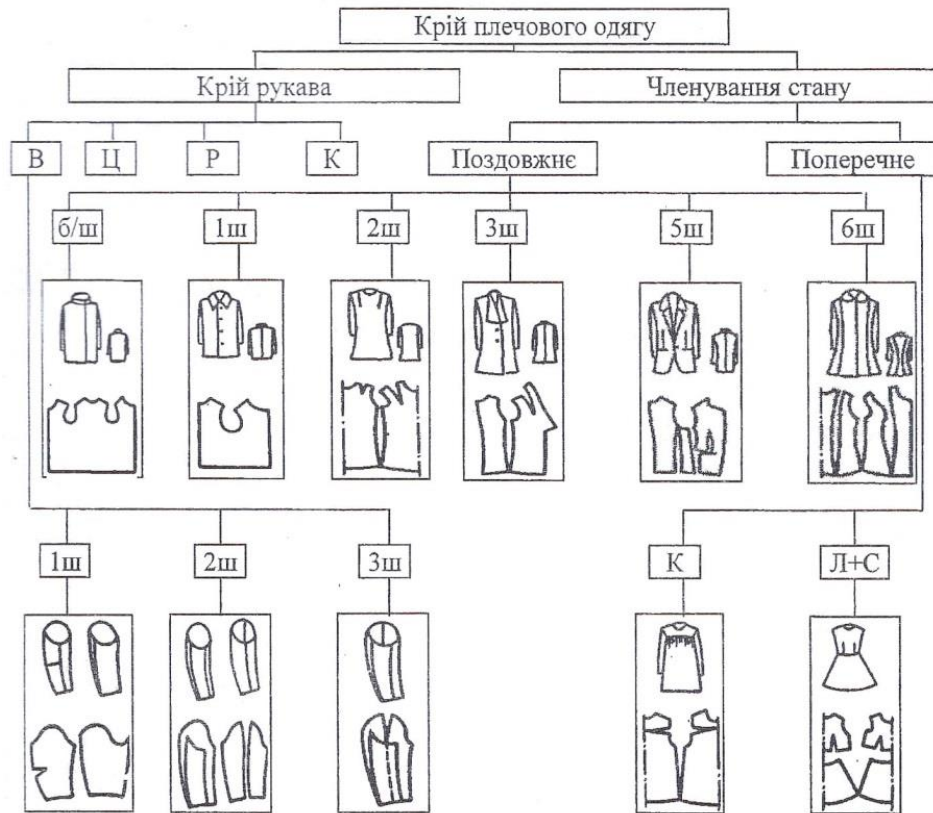 Крій плечового одягу
Крій рукава
Членування стану
В
Ц
Р
К
Поздовжнє
Поперечне
б/ш
1ш
2ш
3ш
5ш
6ш
1ш
2ш
3ш
К
Л+С